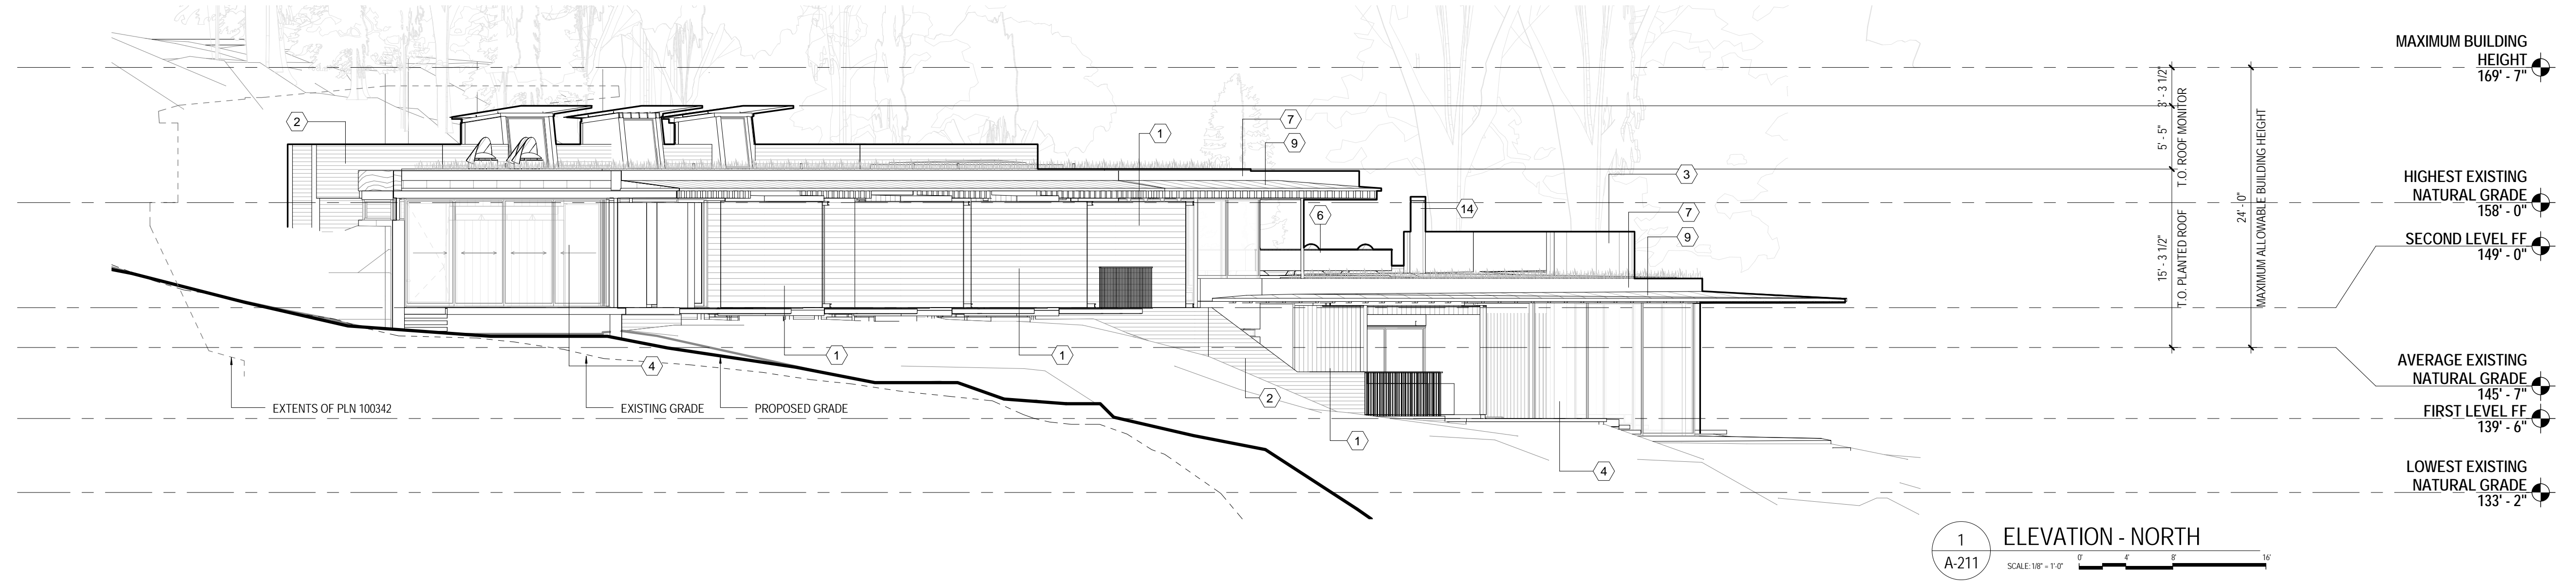 MAXIMUM BUILDING
HEIGHT
169' - 7"
3' - 3 1/2"
5' - 5"
T.O. ROOF MONITOR
15' - 3 1/2"
T.O. PLANTED ROOF
24' - 0"
MAXIMUM ALLOWABLE BUILDING HEIGHT
HIGHEST EXISTING
NATURAL GRADE
158' - 0"
SECOND LEVEL FF
149' - 0"
AVERAGE EXISTING
NATURAL GRADE
145' - 7"
FIRST LEVEL FF
139' - 6"
LOWEST EXISTING
NATURAL GRADE
133' - 2"
2
1
7
9
3
14
6
7
9
1
1
4
2
1
4
EXTENTS OF PLN 100342
EXISTING GRADE
PROPOSED GRADE
1
A-211
ELEVATION - NORTH
SCALE: 1/8" = 1'-0"
0' 4' 8' 16'